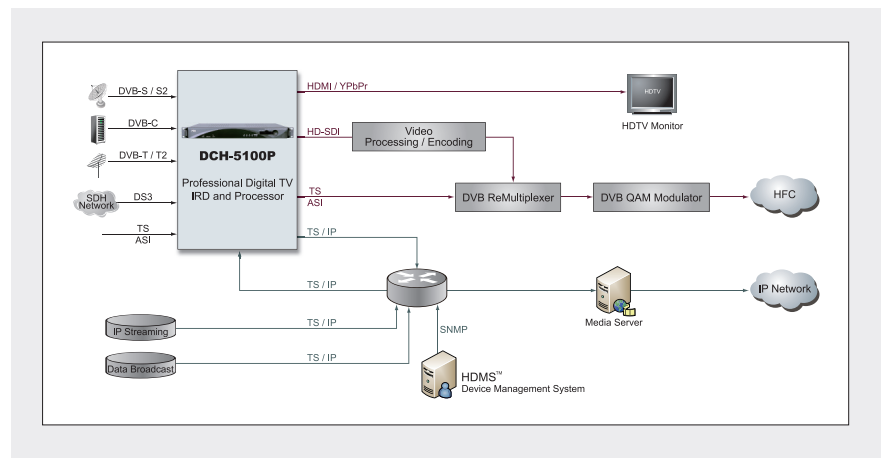 DVB-S / S2
DVB-C
DVB-T / T2
SDH
Network
DS3
TS
ASI
DCH-5100P
Professional Digital TV
IRD and Processor
HDMI / YPbPr
HDTV
HDTV Monitor
HD-SDI
Video
Processing / Encoding
TS
ASI
DVB ReMultiplexer
DVB QAM Modulator
HFC
TS / IP
TS / IP
Media Server
IP Network
IP Streaming
TS / IP
SNMP
Data Broadcast
TS / IP
HDMS™
Device Management System